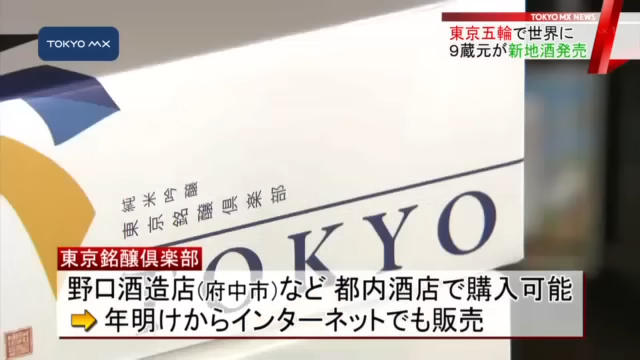 TOKYO MX
TOKYO MX NEWS
東京五輪で世界に
9蔵元が新地酒発売
純米吟醸
東京銘醸倶楽部
TOKYO
東京銘醸倶楽部
野口酒造店(府中市)など 都内酒店で購入可能
➡年明けからインターネットでも販売